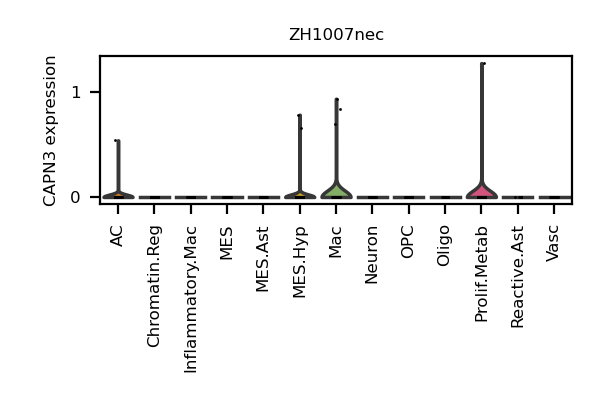 ZH1007nec
CAPN3 expression
1
0
AC
Chromatin.Reg
Inflammatory.Mac
MES
MES.Ast
MES.Hyp
Mac
Neuron
OPC
Oligo
Prolif.Metab
Reactive.Ast
Vasc